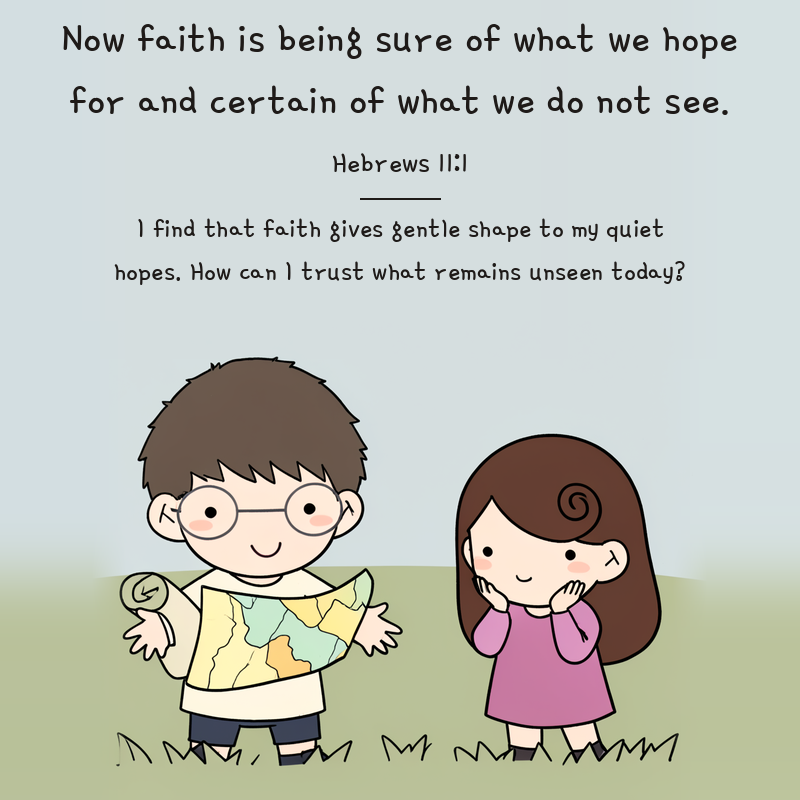 Now faith is being sure of what we hope
for and certain of what we do not see.
Hebrews 11:1
I find that faith gives gentle shape to my quiet
hopes. How can I trust what remains unseen today?